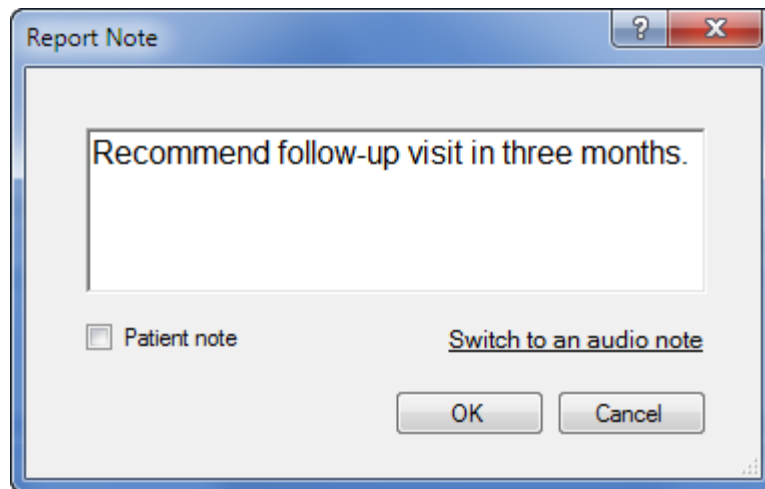 Report Note
Recommend follow-up visit in three months.
Patient note
Switch to an audio note
OK
Cancel